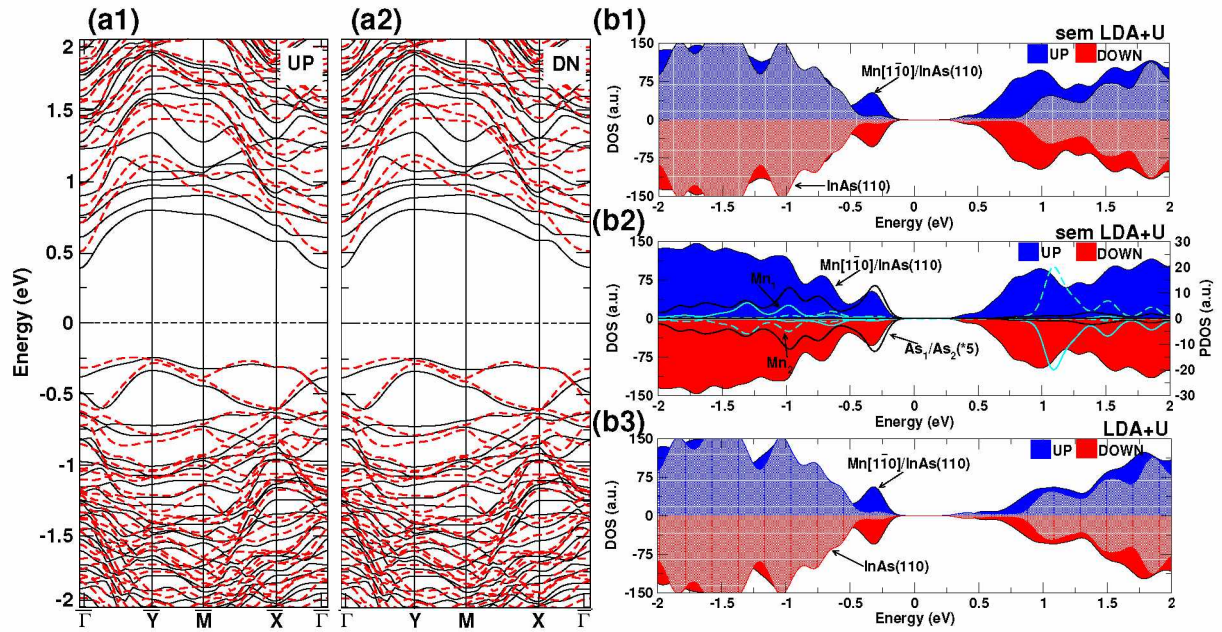 (a1)
(a2)
UP
DN
Energy (eV)
2
1.5
1
0.5
0
-0.5
-1
-1.5
-2
Γ̅ Y̅ M̅ X̅ Γ̅
Γ̅ Y M X Γ̅
(b1)
sem LDA+U
UP DOWN
Mn[11̅0]/InAs(110)
InAs(110)
DOS (a.u.)
150
75
0
-75
-150
-2 -1.5 -1 -0.5 0 0.5 1 1.5 2
Energy (eV)
(b2)
sem LDA+U
UP DOWN
Mn[11̅0]/InAs(110)
Mn₁
Mn₂
As₁/As₂(*5)
DOS (a.u.)
150
75
0
-75
-150
PDOS (a.u.)
30
20
10
0
-10
-20
-30
-2 -1.5 -1 -0.5 0 0.5 1 1.5 2
Energy (eV)
(b3)
LDA+U
UP DOWN
Mn[11̅0]/InAs(110)
InAs(110)
DOS (a.u.)
150
75
0
-75
-150
-2 -1.5 -1 -0.5 0 0.5 1 1.5 2
Energy (eV)